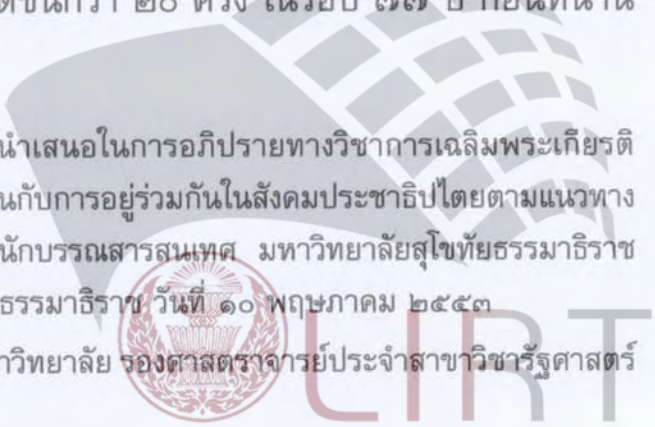 กว่า ๒๐ ครั้ง ในรอบ ๗๗ ปี ก่อนที่นาน
นำเสนอในการอภิปรายทางวิชาการเฉลิมพระเกียรติ
นกับการอยู่ร่วมกันในสังคมประชาธิปไตยตามแนวทาง
นักบรรณสารสนเทศ มหาวิทยาลัยสุโขทัยธรรมาธิราช
ธรรมาธิราช วันที่ ๑๐ พฤษภาคม ๒๕๕๓
าวิทยาลัย รองศาสตราจารย์ประจำสาขาวิชารัฐศาสตร์
LIRT